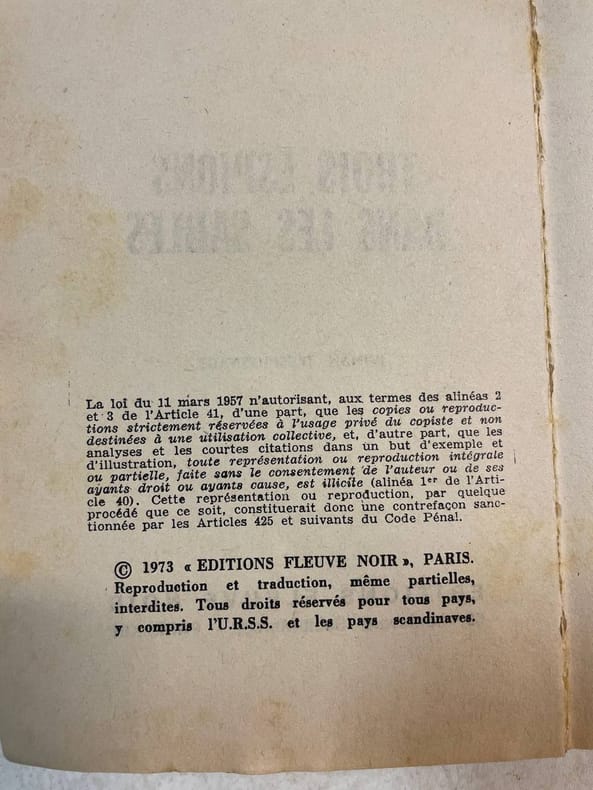 La loi du 11 mars 1957 n'autorisant, aux termes des alinéas 2
et 3 de l'Article 41, d'une part, que les copies ou reproduc-
tions strictement réservées à l'usage privé du copiste et non
destinées à une utilisation collective, et, d'autre part, que les
analyses et les courtes citations dans un but d'exemple et
d'illustration, toute représentation ou reproduction intégrale
ou partielle, faite sans le consentement de l'auteur ou de ses
ayants droit ou ayants cause, est illicite (alinéa 1er de l'Arti-
cle 40). Cette représentation ou reproduction, par quelque
procédé que ce soit, constituerait donc une contrefaçon sanc-
tionnée par les Articles 425 et suivants du Code Pénal.
© 1973 « EDITIONS FLEUVE NOIR », PARIS.
Reproduction et traduction, même partielles,
interdites. Tous droits réservés pour tous pays,
y compris l'U.R.S.S. et les pays scandinaves.